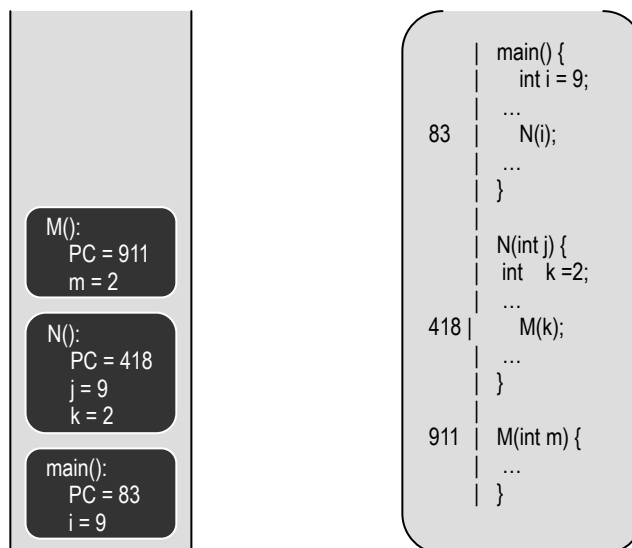 M():
PC = 911
m = 2
N():
PC = 418
j = 9
k = 2
main():
PC = 83
i = 9
| main() {
| int i = 9;
| …
83 | N(i);
| …
| }
|
| N(int j) {
| int k =2;
| …
418 | M(k);
| …
| }
|
911 | M(int m) {
| …
| }